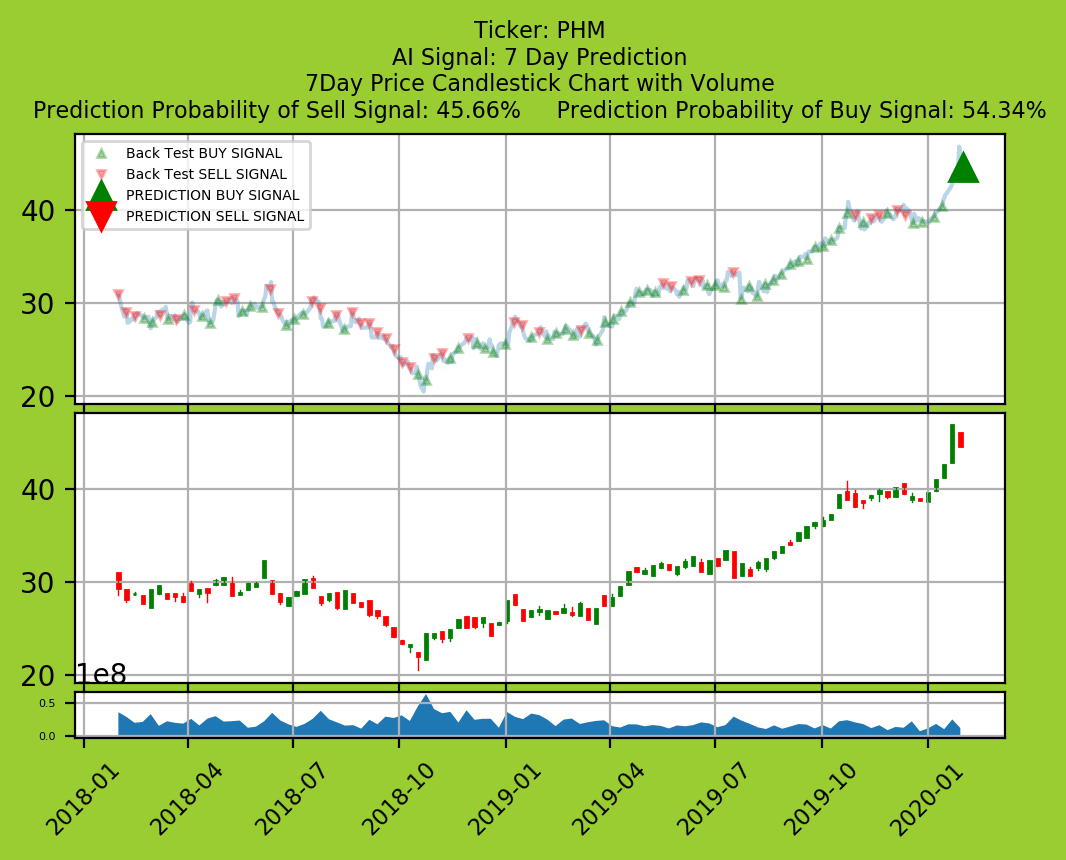 Ticker: PHM
AI Signal: 7 Day Prediction
7Day Price Candlestick Chart with Volume
Prediction Probability of Sell Signal: 45.66%     Prediction Probability of Buy Signal: 54.34%
Back Test BUY SIGNAL
Back Test SELL SIGNAL
PREDICTION BUY SIGNAL
PREDICTION SELL SIGNAL
40
30
20
40
30
20
1e8
0.5
0.0
2018-01
2018-04
2018-07
2018-10
2019-01
2019-04
2019-07
2019-10
2020-01